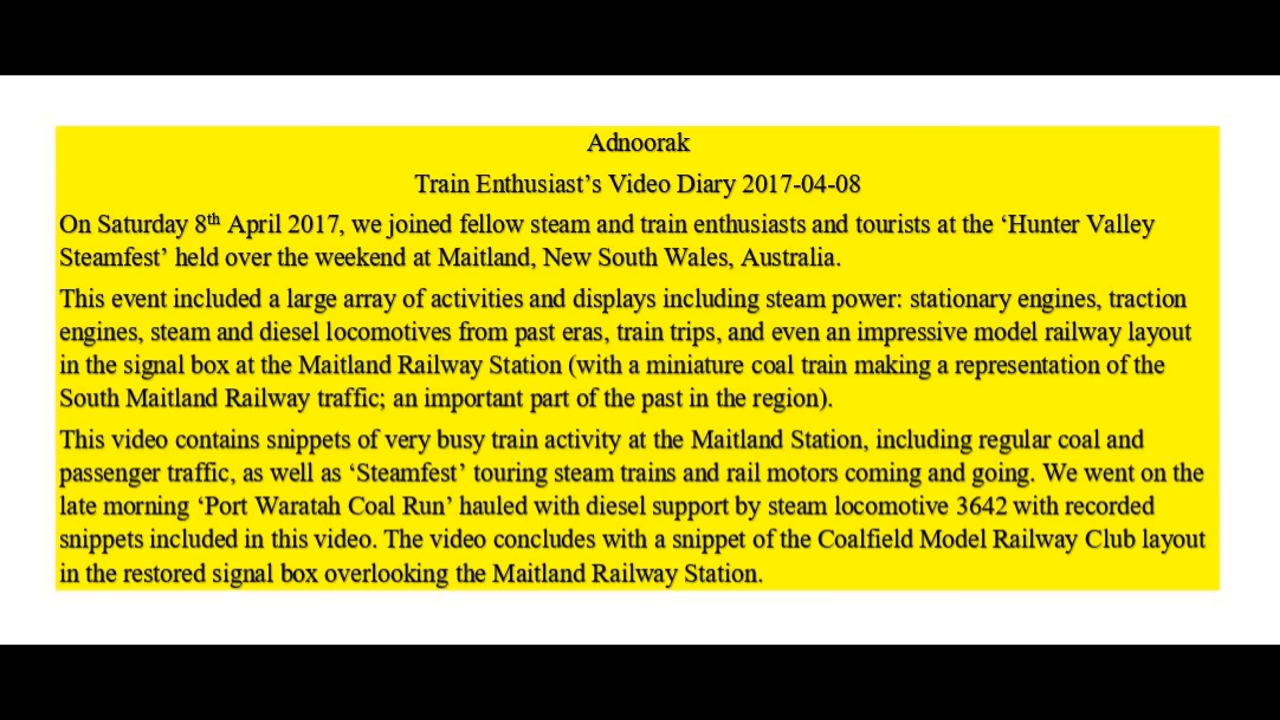 Adnoorak
Train Enthusiast’s Video Diary 2017-04-08
On Saturday 8th April 2017, we joined fellow steam and train enthusiasts and tourists at the ‘Hunter Valley
Steamfest’ held over the weekend at Maitland, New South Wales, Australia.
This event included a large array of activities and displays including steam power: stationary engines, traction
engines, steam and diesel locomotives from past eras, train trips, and even an impressive model railway layout
in the signal box at the Maitland Railway Station (with a miniature coal train making a representation of the
South Maitland Railway traffic; an important part of the past in the region).
This video contains snippets of very busy train activity at the Maitland Station, including regular coal and
passenger traffic, as well as ‘Steamfest’ touring steam trains and rail motors coming and going. We went on the
late morning ‘Port Waratah Coal Run’ hauled with diesel support by steam locomotive 3642 with recorded
snippets included in this video. The video concludes with a snippet of the Coalfield Model Railway Club layout
in the restored signal box overlooking the Maitland Railway Station.